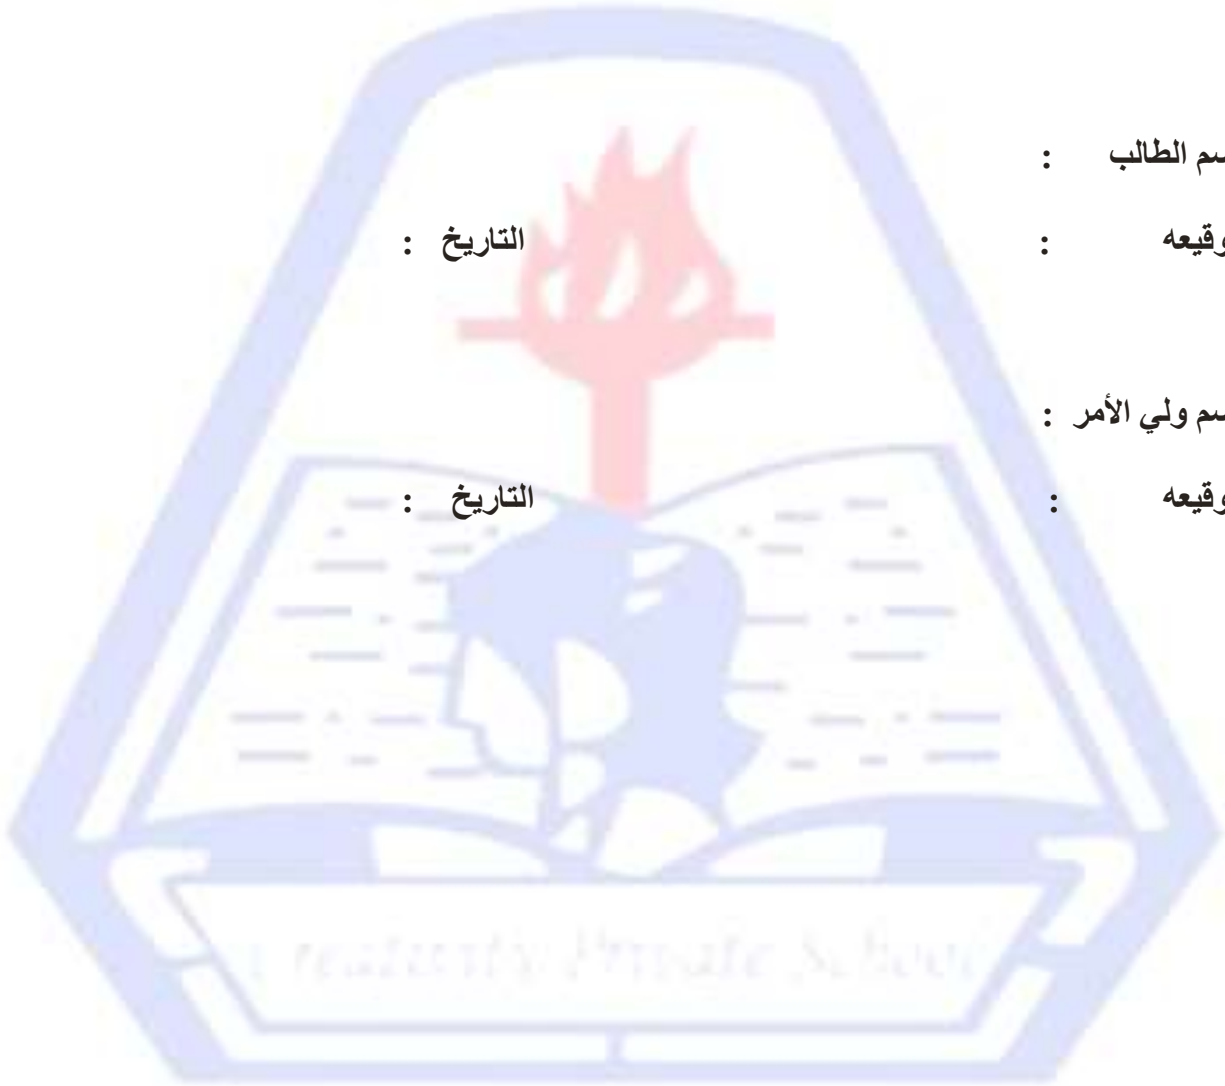 سم الطالب :
وقيعه : التاريخ :
سم ولي الأمر :
وقيعه : التاريخ :
Private School